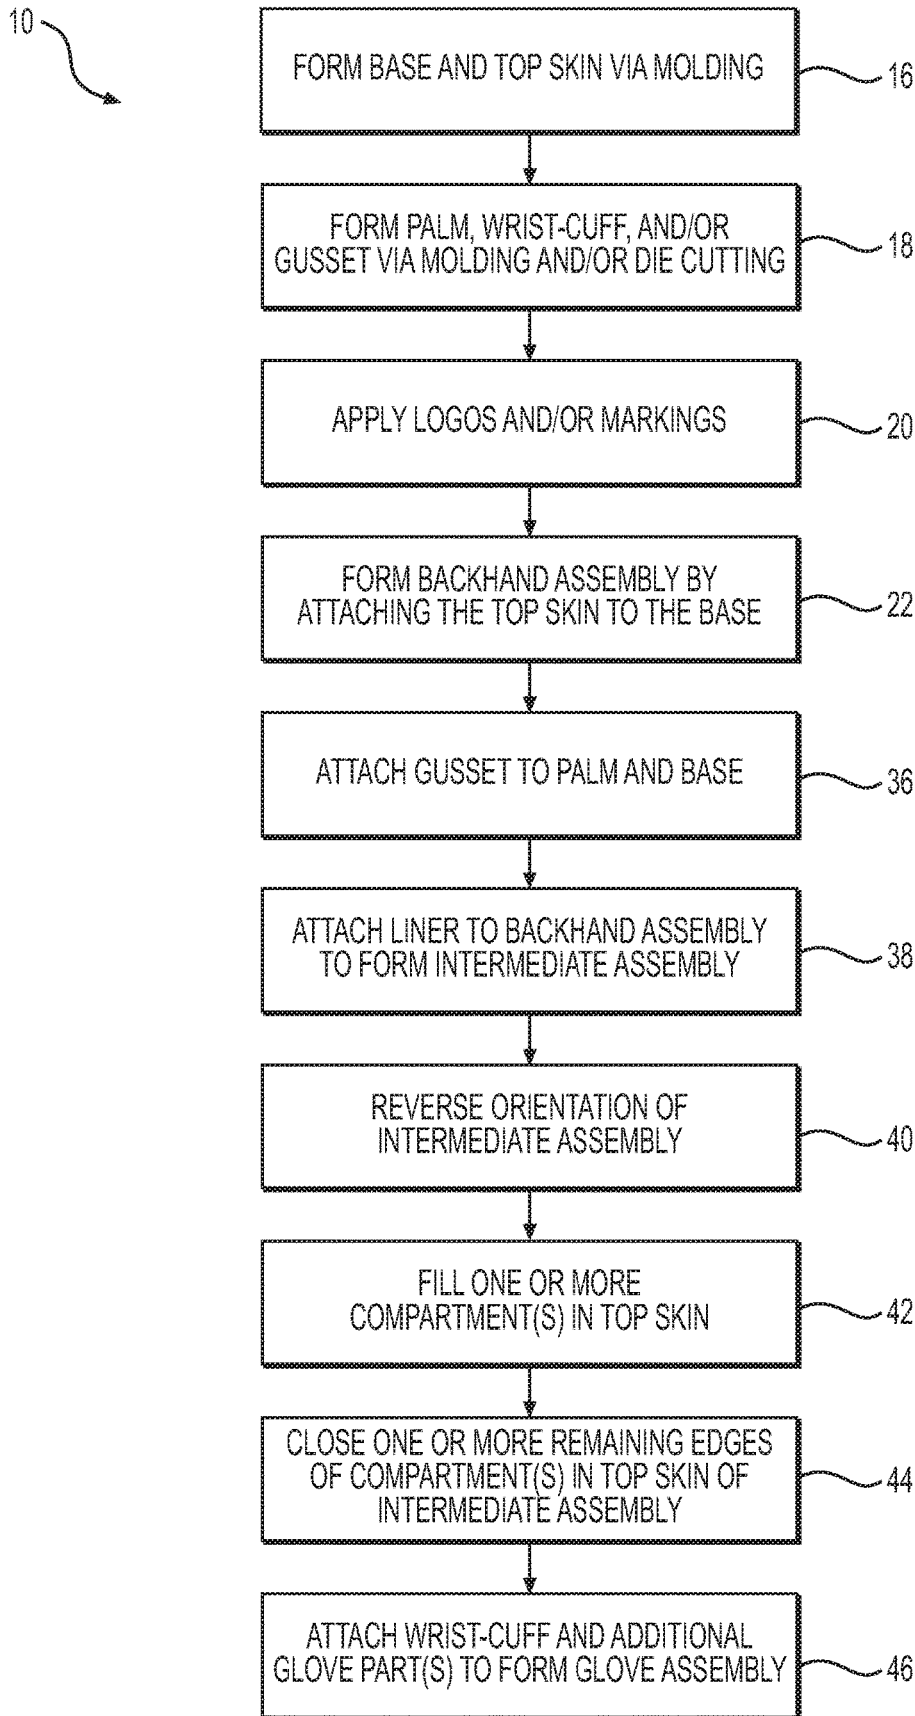 10
FORM BASE AND TOP SKIN VIA MOLDING
16
FORM PALM, WRIST-CUFF, AND/OR
GUSSET VIA MOLDING AND/OR DIE CUTTING
18
APPLY LOGOS AND/OR MARKINGS
20
FORM BACKHAND ASSEMBLY BY
ATTACHING THE TOP SKIN TO THE BASE
22
ATTACH GUSSET TO PALM AND BASE
36
ATTACH LINER TO BACKHAND ASSEMBLY
TO FORM INTERMEDIATE ASSEMBLY
38
REVERSE ORIENTATION OF
INTERMEDIATE ASSEMBLY
40
FILL ONE OR MORE
COMPARTMENT(S) IN TOP SKIN
42
CLOSE ONE OR MORE REMAINING EDGES
OF COMPARTMENT(S) IN TOP SKIN OF
INTERMEDIATE ASSEMBLY
44
ATTACH WRIST-CUFF AND ADDITIONAL
GLOVE PART(S) TO FORM GLOVE ASSEMBLY
46